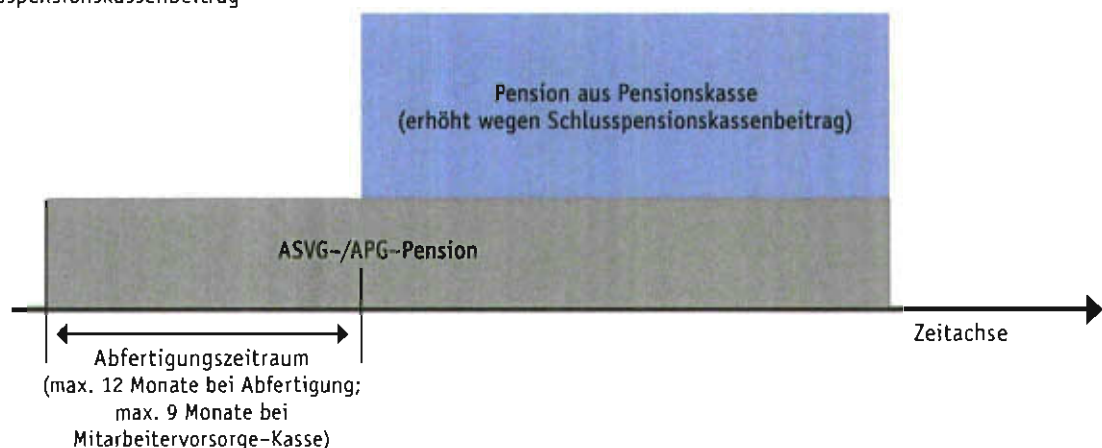 Pension aus Pensionskasse
(erhöht wegen Schlusspensionskassenbeitrag)
ASVG-/APG-Pension
Zeitachse
Abfertigungszeitraum
(max. 12 Monate bei Abfertigung;
max. 9 Monate bei
Mitarbeitervorsorge-Kasse)